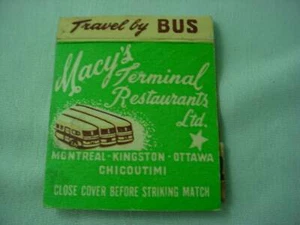 Travel by BUS
Macy's
Terminal
Restaurants
Ltd.
MONTREAL - KINGSTON - OTTAWA
CHICOUTIMI
CLOSE COVER BEFORE STRIKING MATCH